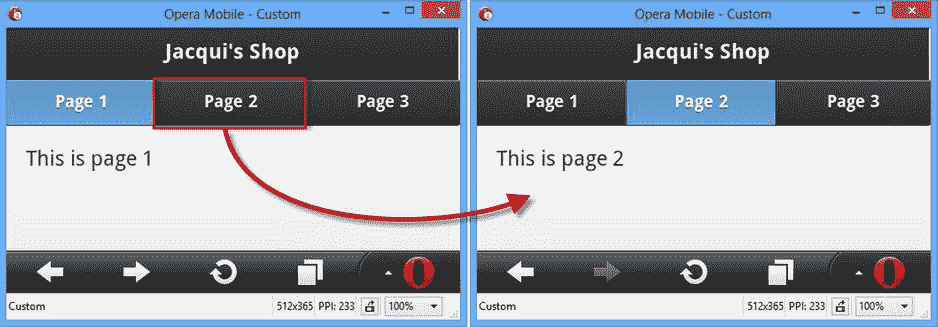 Opera Mobile - Custom
Jacqui's Shop
Page 1 Page 2 Page 3
This is page 1
Custom 512x365 PPI: 233 100%
Opera Mobile - Custom
Jacqui's Shop
Page 1 Page 2 Page 3
This is page 2
Custom 512x365 PPI: 233 100%